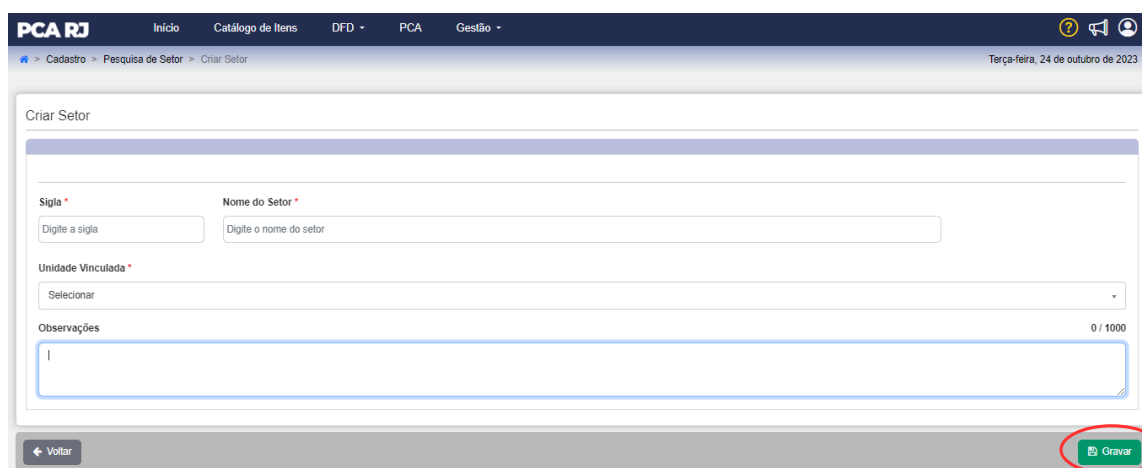 PCA RJ Início Catálogo de Itens DFD PCA Gestão ?
> Cadastro > Pesquisa de Setor > Criar Setor Terça-feira, 24 de outubro de 2023
Criar Setor
Sigla * Nome do Setor *
Digite a sigla Digite o nome do setor
Unidade Vinculada *
Selecionar
Observações 0 / 1000
Voltar Gravar